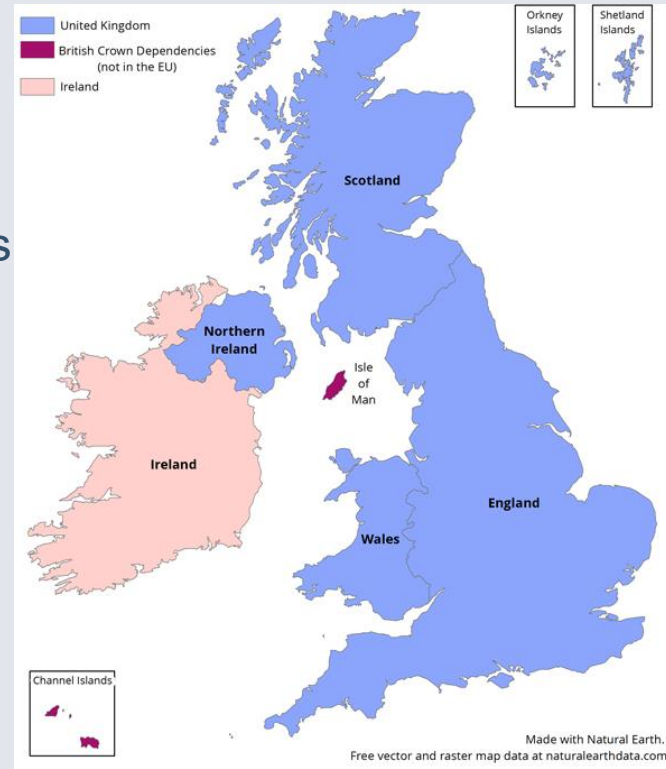 United Kingdom
British Crown Dependencies
(not in the EU)
Ireland
Orkney
Islands
Shetland
Islands
Scotland
s
Northern
Ireland
Isle
of
Man
Ireland
England
Wales
Channel Islands
Made with Natural Earth.
Free vector and raster map data at naturalearthdata.com